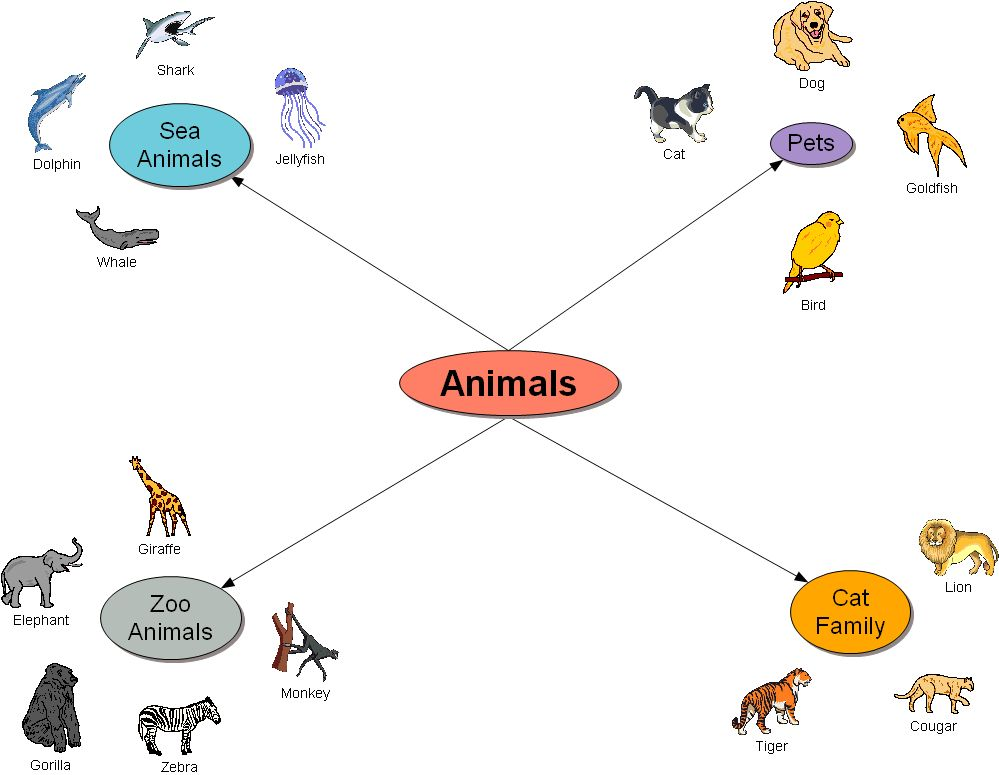 Shark
Dolphin
Sea
Animals
Jellyfish
Whale
Dog
Cat
Pets
Goldfish
Bird
Animals
Giraffe
Elephant
Zoo
Animals
Monkey
Gorilla
Zebra
Lion
Cat
Family
Tiger
Cougar